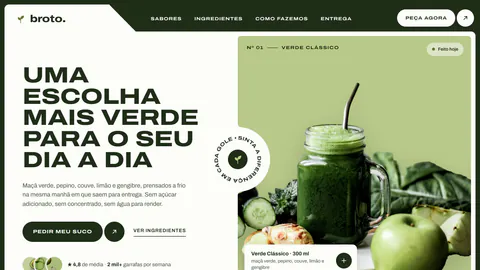 broto.
SABORES
INGREDIENTES
COMO FAZEMOS
ENTREGA
PEÇA AGORA
Nº 01 — VERDE CLÁSSICO
Feito hoje
UMA
ESCOLHA
MAIS VERDE
PARA O SEU
DIA A DIA
SINTA A DIFERENÇA EM CADA GOLE •
Maçã verde, pepino, couve, limão e gengibre, prensados a frio
na mesma manhã em que saem para entrega. Sem açúcar
adicionado, sem concentrado, sem água para render.
PEDIR MEU SUCO
VER INGREDIENTES
★ 4,8 de média · 2 mil+ garrafas por semana
Verde Clássico · 300 ml
maçã, pepino, couve, limão e
gengibre